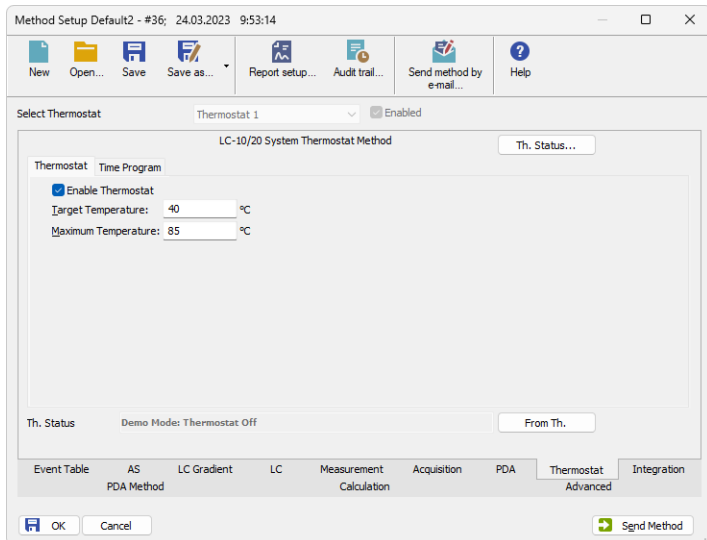 Method Setup Default2 - #36;  24.03.2023  9:53:14
New Open... Save Save as... Report setup... Audit trail... Send method by e-mail... Help
Select Thermostat Thermostat 1 Enabled
LC-10/20 System Thermostat Method Th. Status...
Thermostat Time Program
Enable Thermostat
Target Temperature: 40 °C
Maximum Temperature: 85 °C
Th. Status Demo Mode: Thermostat Off From Th.
Event Table AS LC Gradient LC Measurement Acquisition PDA Thermostat Integration
PDA Method Calculation Advanced
OK Cancel Send Method